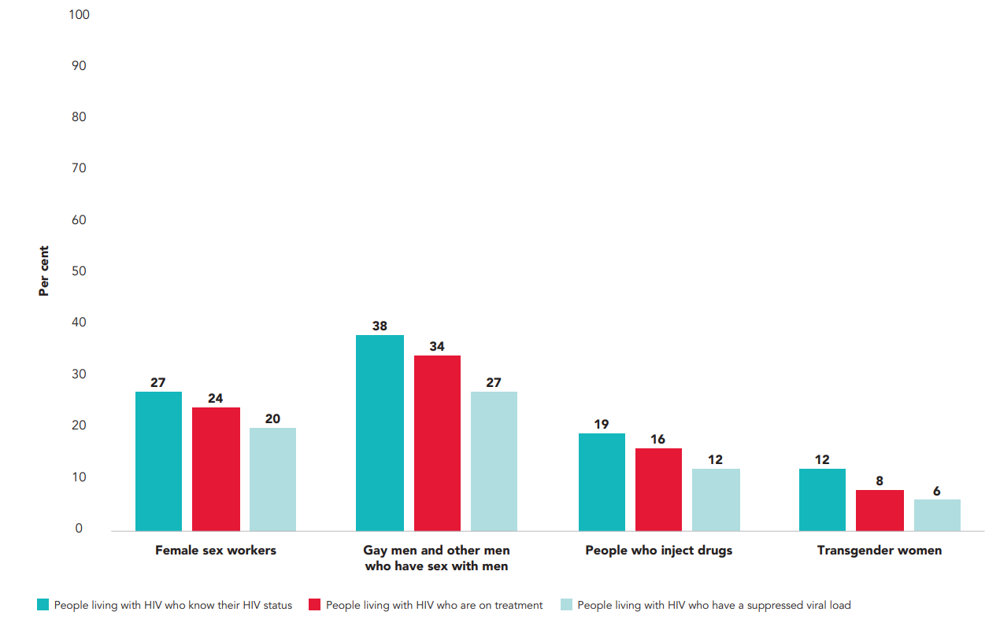 100
90
80
70
60
50
40
30
20
10
0
Per cent
27
24
20
38
34
27
19
16
12
12
8
6
Female sex workers
Gay men and other men
who have sex with men
People who inject drugs
Transgender women
People living with HIV who know their HIV status
People living with HIV who are on treatment
People living with HIV who have a suppressed viral load